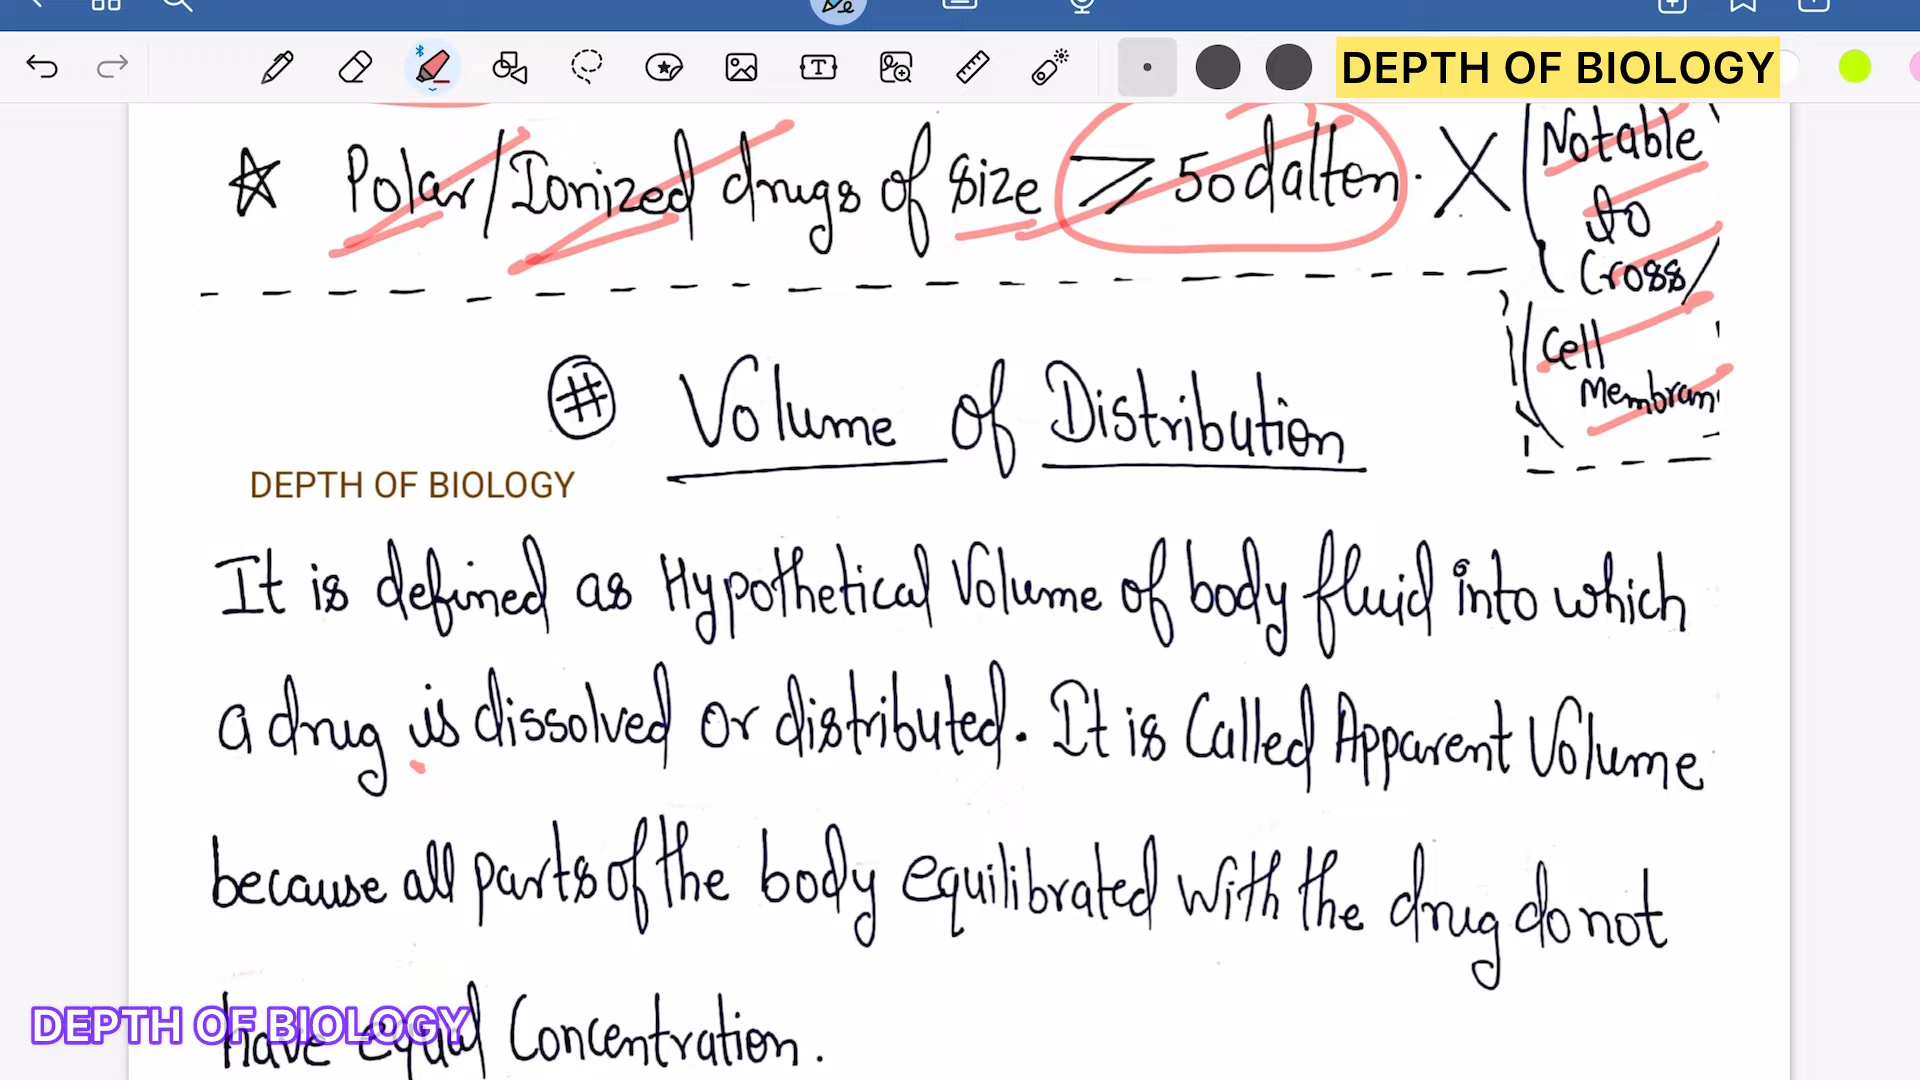 DEPTH OF BIOLOGY
☆ Polar/Ionized drugs of size ⩾ 50 dalten. X
Notable
to
Cross
Cell
Membran
# Volume of Distribution
DEPTH OF BIOLOGY
It is defined as Hypothetical Volume of body fluid into which
a drug is dissolved or distributed. It is Called Apparent Volume
because all parts of the body equilibrated with the drug do not
have equal Concentration.
DEPTH OF BIOLOGY